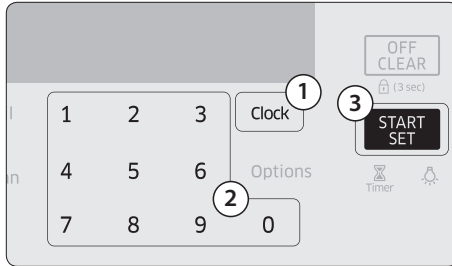 OFF
CLEAR
(3 sec)
1
3
1 2 3 Clock
START
SET
4 5 6 Options
Timer
2
7 8 9 0